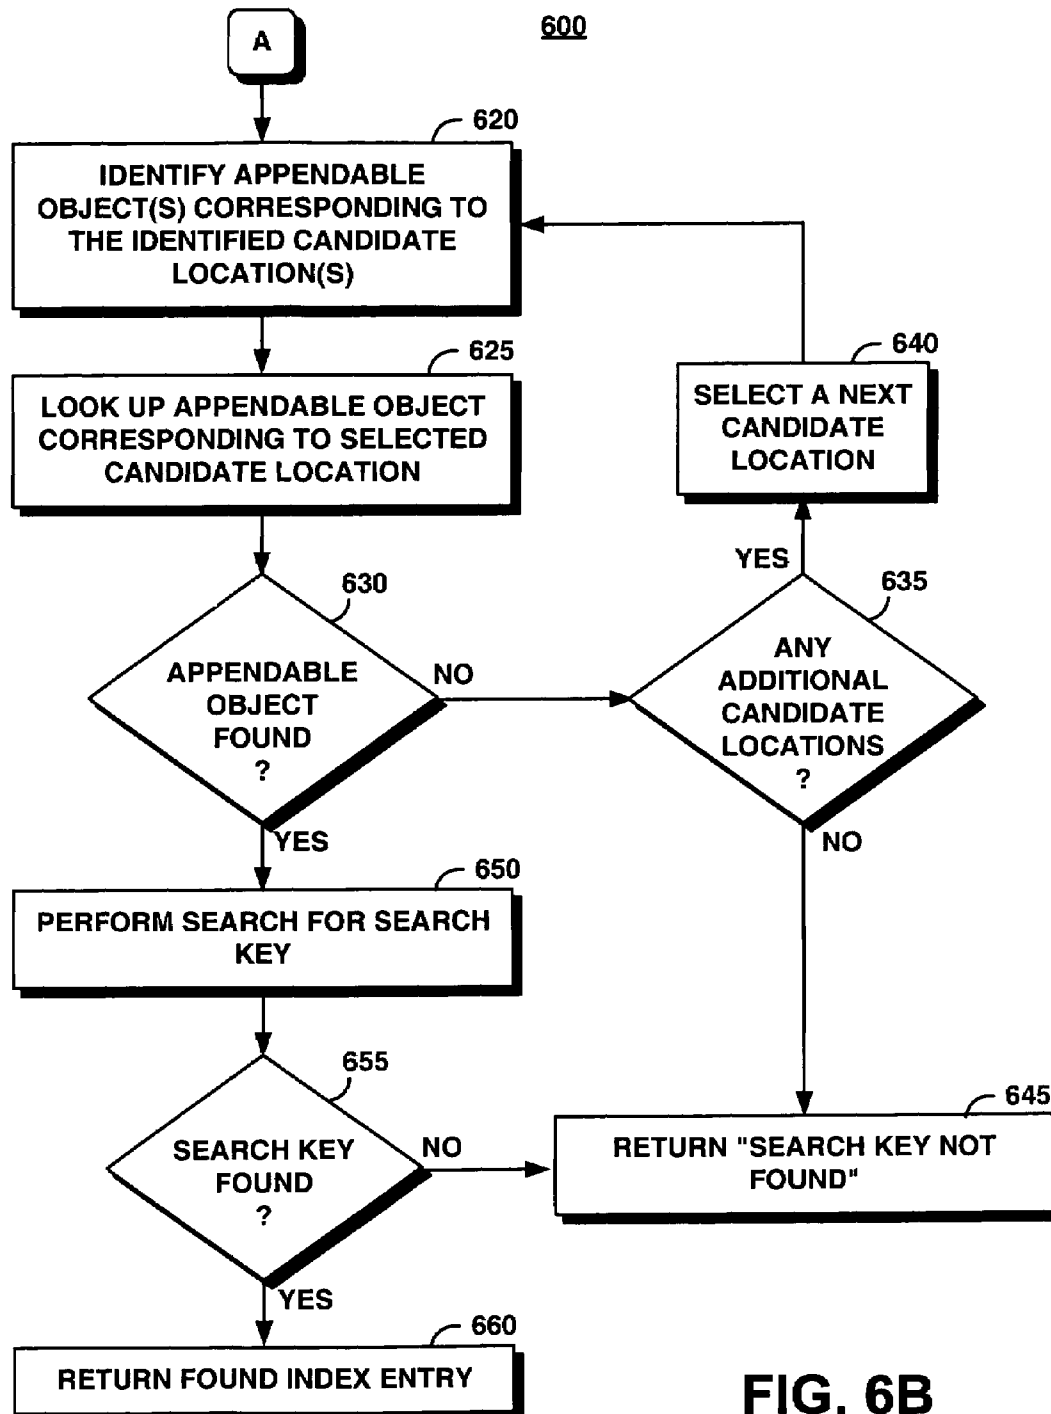 600
A
620
IDENTIFY APPENDABLE
OBJECT(S) CORRESPONDING TO
THE IDENTIFIED CANDIDATE
LOCATION(S)
625
LOOK UP APPENDABLE OBJECT
CORRESPONDING TO SELECTED
CANDIDATE LOCATION
640
SELECT A NEXT
CANDIDATE
LOCATION
YES
630
APPENDABLE
OBJECT
FOUND
?
NO
YES
635
ANY
ADDITIONAL
CANDIDATE
LOCATIONS
?
NO
650
PERFORM SEARCH FOR SEARCH
KEY
655
SEARCH KEY
FOUND
?
NO
YES
645
RETURN "SEARCH KEY NOT
FOUND"
660
RETURN FOUND INDEX ENTRY
FIG. 6B